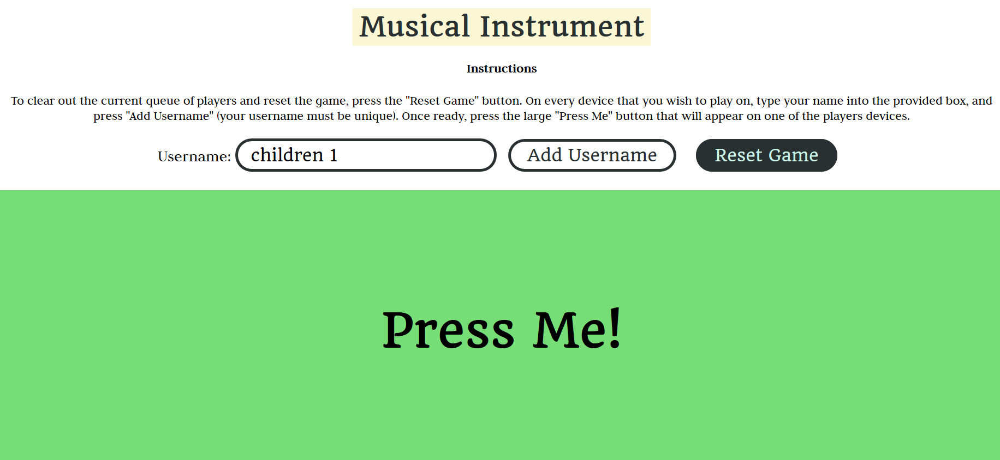 Musical Instrument
Instructions
To clear out the current queue of players and reset the game, press the "Reset Game" button. On every device that you wish to play on, type your name into the provided box, and
press "Add Username" (your username must be unique). Once ready, press the large "Press Me" button that will appear on one of the players devices.
Username: children 1 Add Username Reset Game
Press Me!